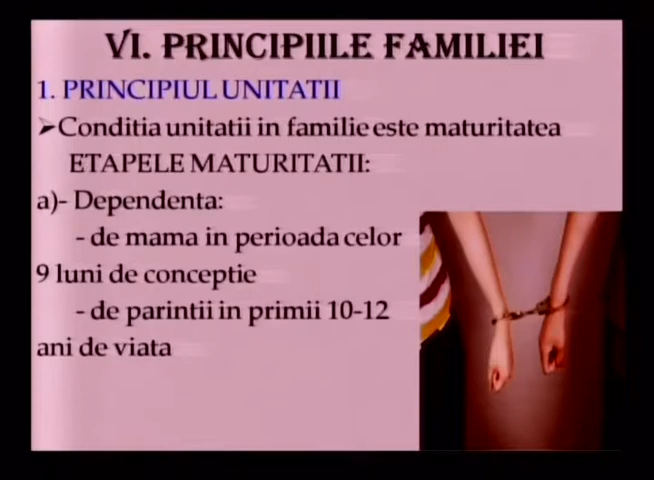 VI. PRINCIPIILE FAMILIEI
1. PRINCIPIUL UNITATII
➢Conditia unitatii in familie este maturitatea
ETAPELE MATURITATII:
a)- Dependenta:
- de mama in perioada celor
9 luni de conceptie
- de parintii in primii 10-12
ani de viata